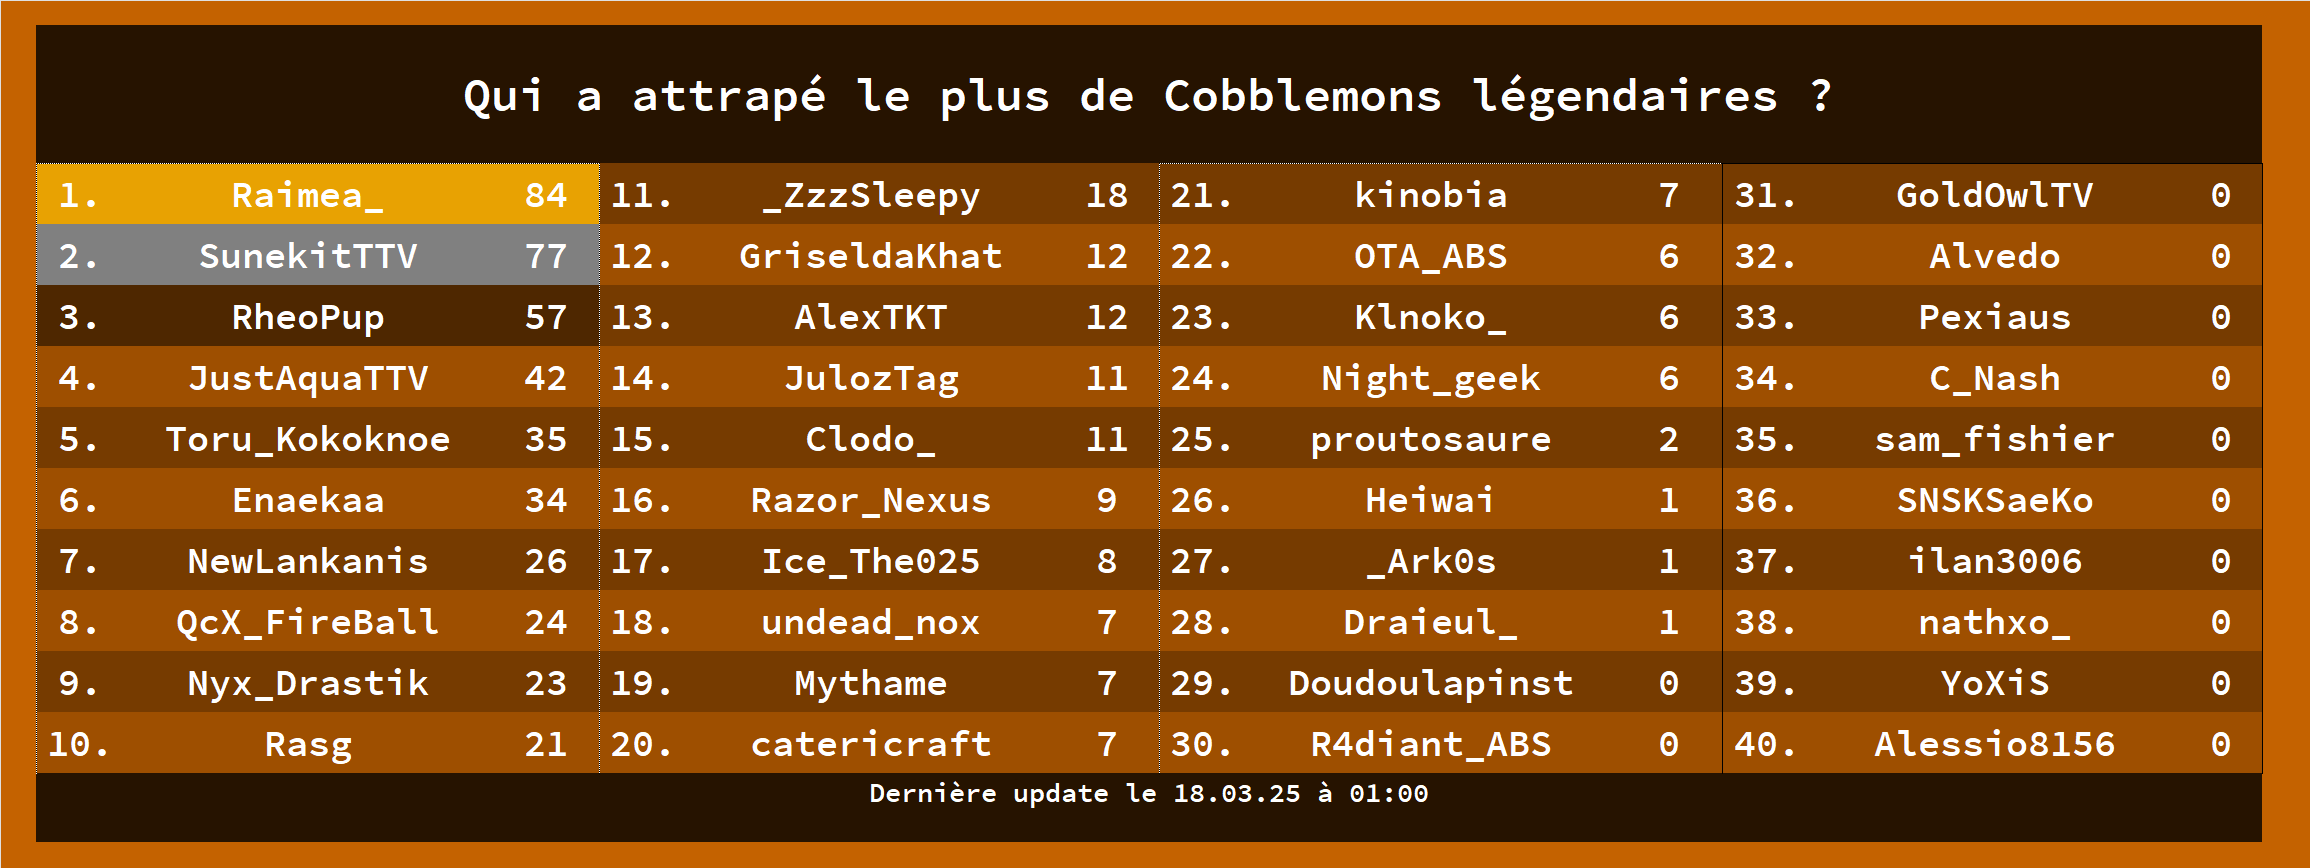 Qui a attrapé le plus de Cobblemons légendaires ?
1. Raimea_ 84
2. SunekitTTV 77
3. RheoPup 57
4. JustAquaTTV 42
5. Toru_Kokoknoe 35
6. Enaekaa 34
7. NewLankanis 26
8. QcX_FireBall 24
9. Nyx_Drastik 23
10. Rasg 21
11. _ZzzSleepy 18
12. GriseldaKhat 12
13. AlexTKT 12
14. JulozTag 11
15. Clodo_ 11
16. Razor_Nexus 9
17. Ice_The025 8
18. undead_nox 7
19. Mythame 7
20. catericraft 7
21. kinobia 7
22. OTA_ABS 6
23. Klnoko_ 6
24. Night_geek 6
25. proutosaure 2
26. Heiwai 1
27. _Ark0s 1
28. Draieul_ 1
29. Doudoulapinst 0
30. R4diant_ABS 0
31. GoldOwlTV 0
32. Alvedo 0
33. Pexiaus 0
34. C_Nash 0
35. sam_fishier 0
36. SNSKSaeKo 0
37. ilan3006 0
38. nathxo_ 0
39. YoXiS 0
40. Alessio8156 0
Dernière update le 18.03.25 à 01:00